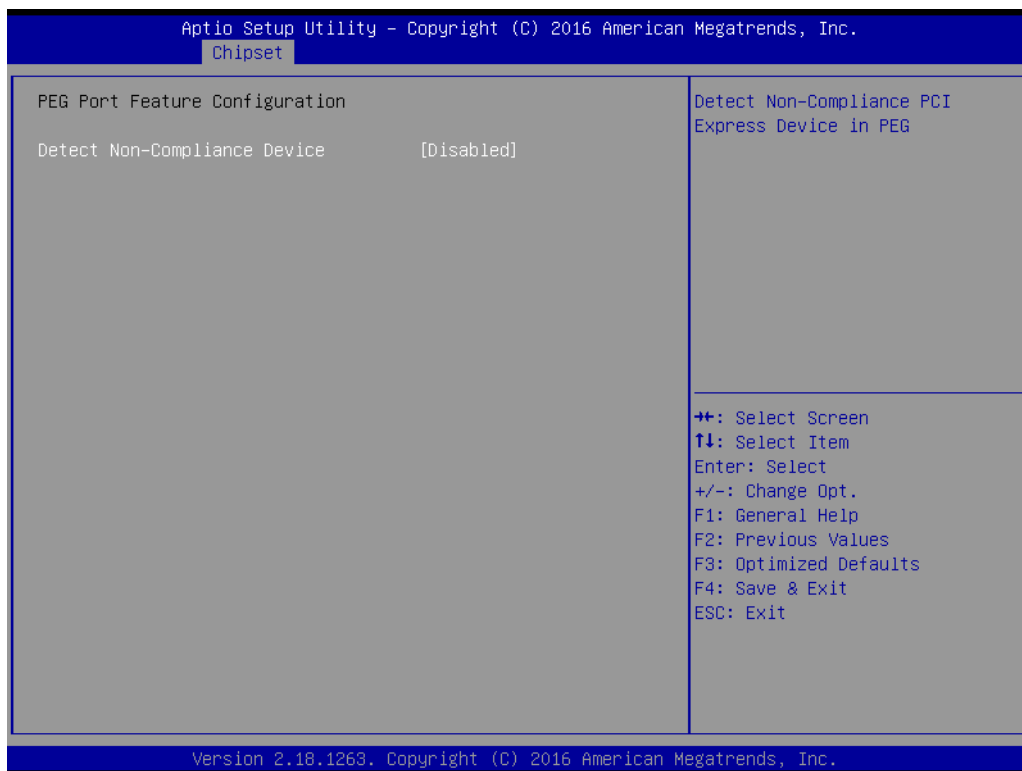 Aptio Setup Utility – Copyright (C) 2016 American Megatrends, Inc.
Chipset
PEG Port Feature Configuration
Detect Non-Compliance Device [Disabled]
Detect Non-Compliance PCI
Express Device in PEG
→←: Select Screen
↑↓: Select Item
Enter: Select
+/-: Change Opt.
F1: General Help
F2: Previous Values
F3: Optimized Defaults
F4: Save & Exit
ESC: Exit
Version 2.18.1263. Copyright (C) 2016 American Megatrends, Inc.